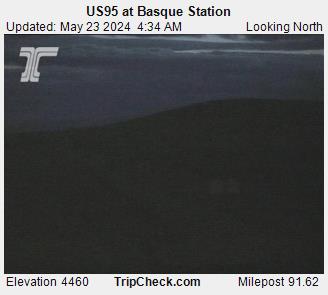 US95 at Basque Station
Updated: May 23 2024 4:34 AM Looking North
Elevation 4460 TripCheck.com Milepost 91.62